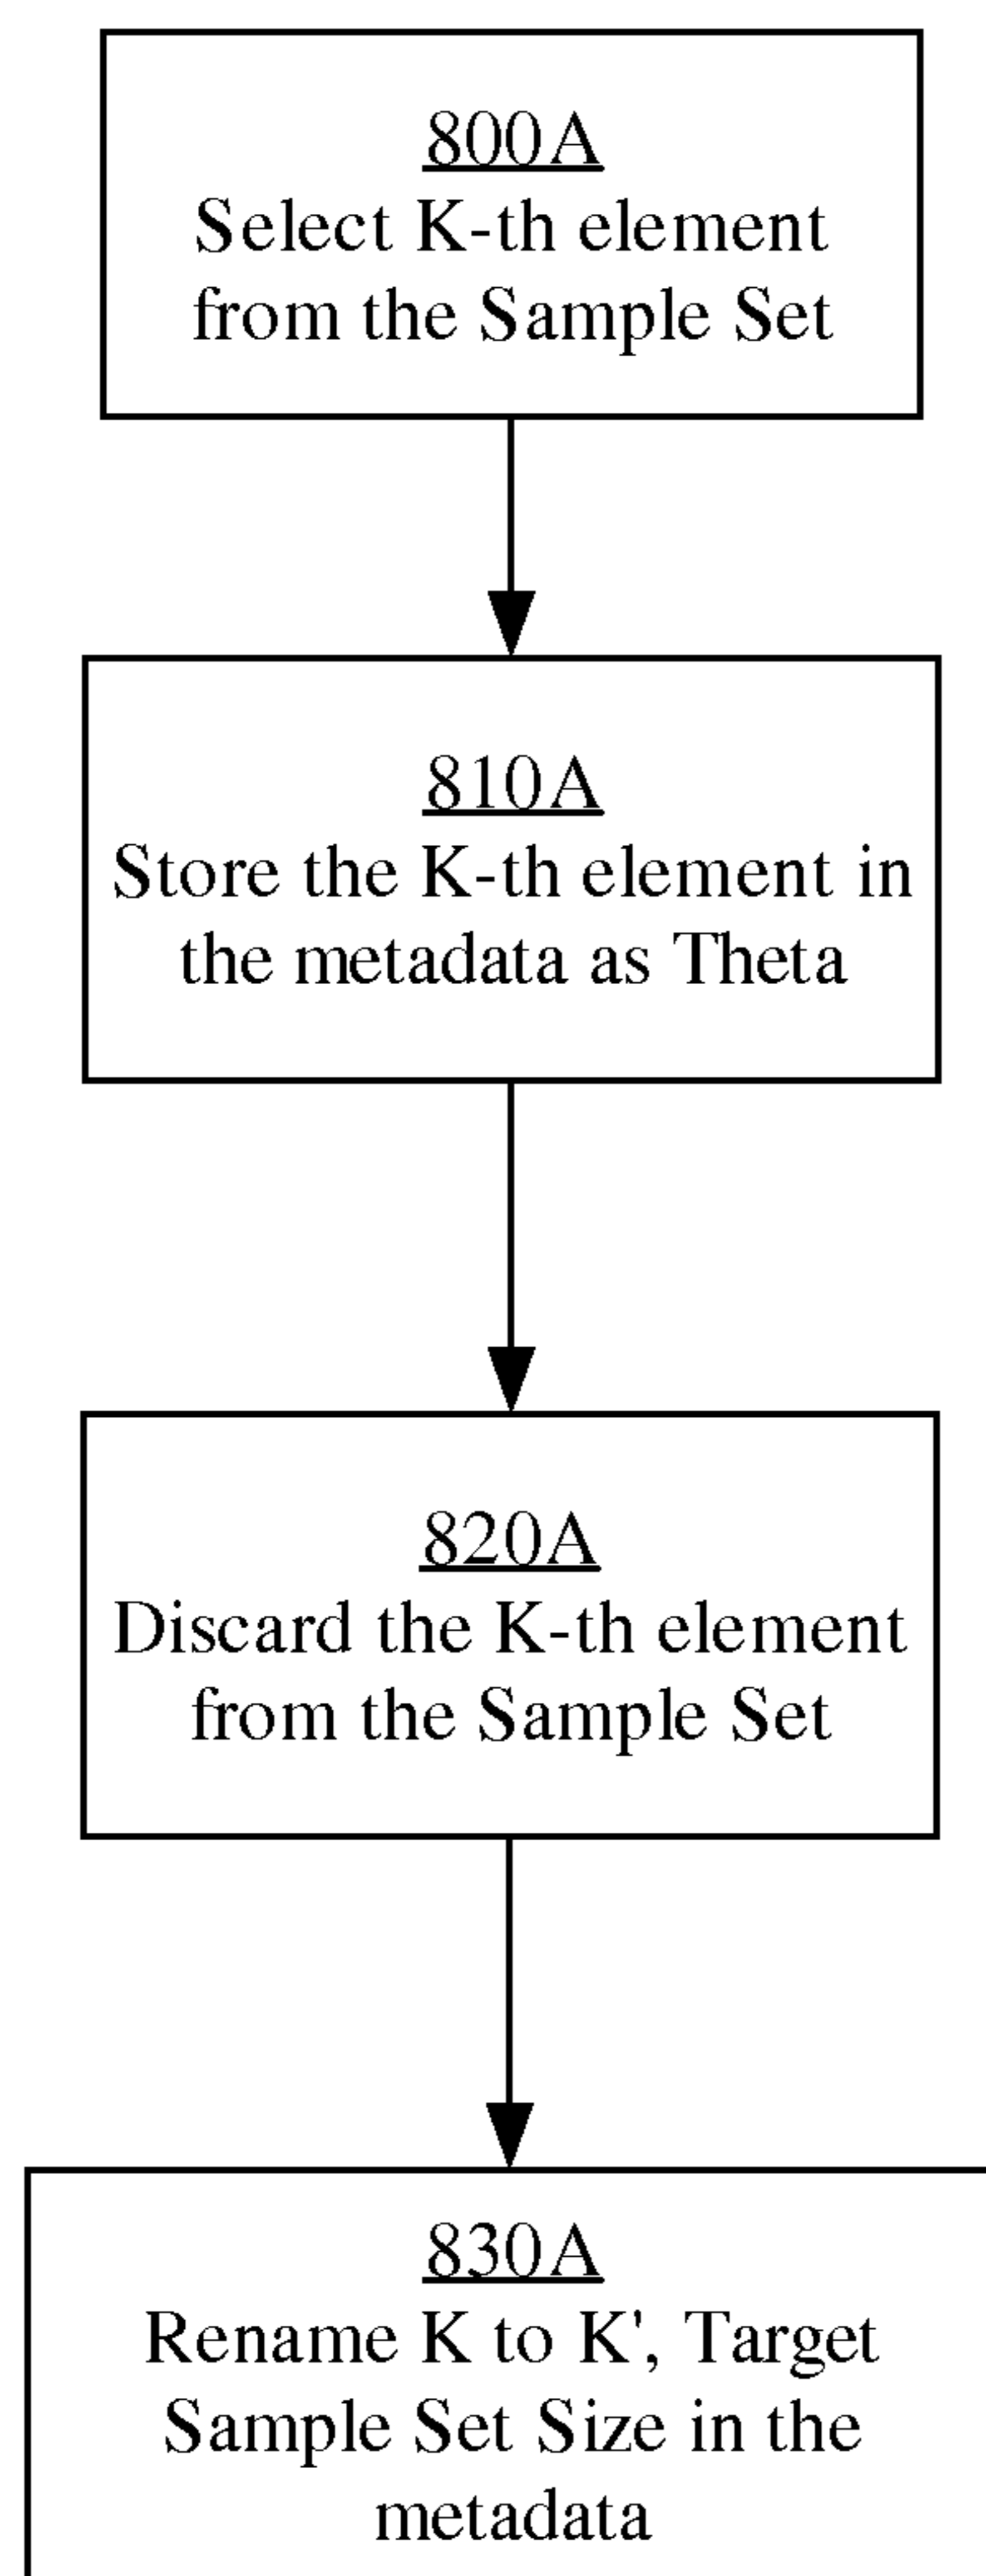 800A
Select K-th element
from the Sample Set
810A
Store the K-th element in
the metadata as Theta
820A
Discard the K-th element
from the Sample Set
830A
Rename K to K', Target
Sample Set Size in the
metadata